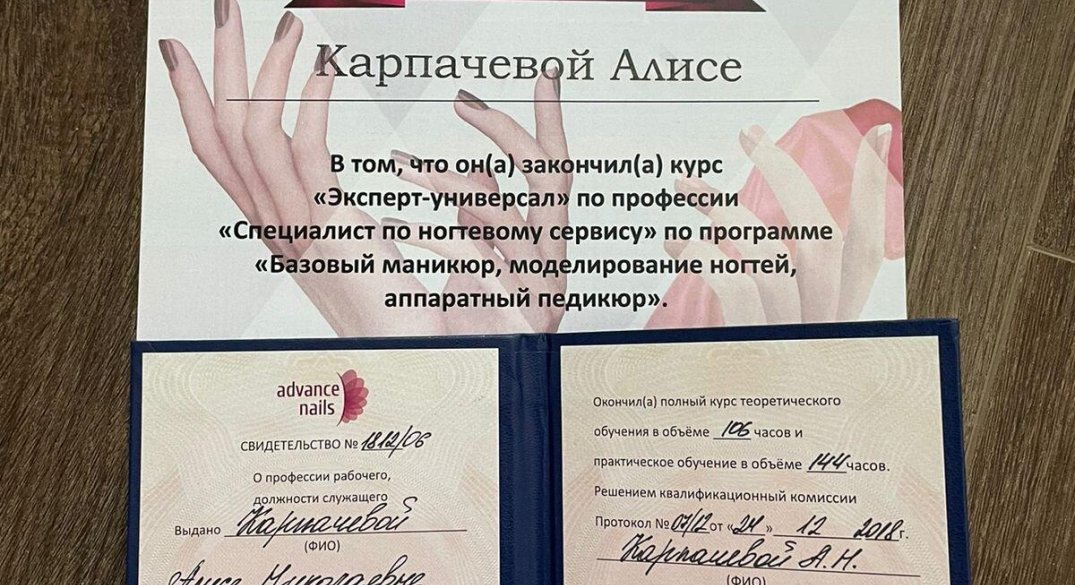 Карпачевой Алисе
В том, что он(а) закончил(а) курс
«Эксперт-универсал» по профессии
«Специалист по ногтевому сервису» по программе
«Базовый маникюр, моделирование ногтей,
аппаратный педикюр».
advance
nails
СВИДЕТЕЛЬСТВО № 1812/06
О профессии рабочего,
должности служащего
Выдано Карпачевой
(ФИО)
Алисе Николаевне
Окончил(а) полный курс теоретического
обучения в объёме 106 часов и
практическое обучение в объёме 144 часов.
Решением квалификационный комиссии
Протокол № 07/12 от «24» 12 2018г.
Карпачевой А.Н.
(ФИО)